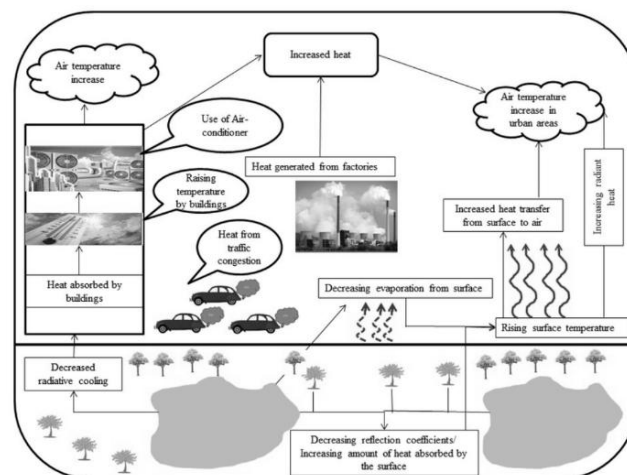 Air temperature
increase
Increased heat
Air temperature
increase in
urban areas
Use of Air-
conditioner
Raising
temperature
by buildings
Heat generated from factories
Increasing radiant
heat
Increased heat transfer
from surface to air
Heat from
traffic
congestion
Heat absorbed by
buildings
Decreasing evaporation from surface
Rising surface temperature
Decreased
radiative cooling
Decreasing reflection coefficients/
Increasing amount of heat absorbed by
the surface